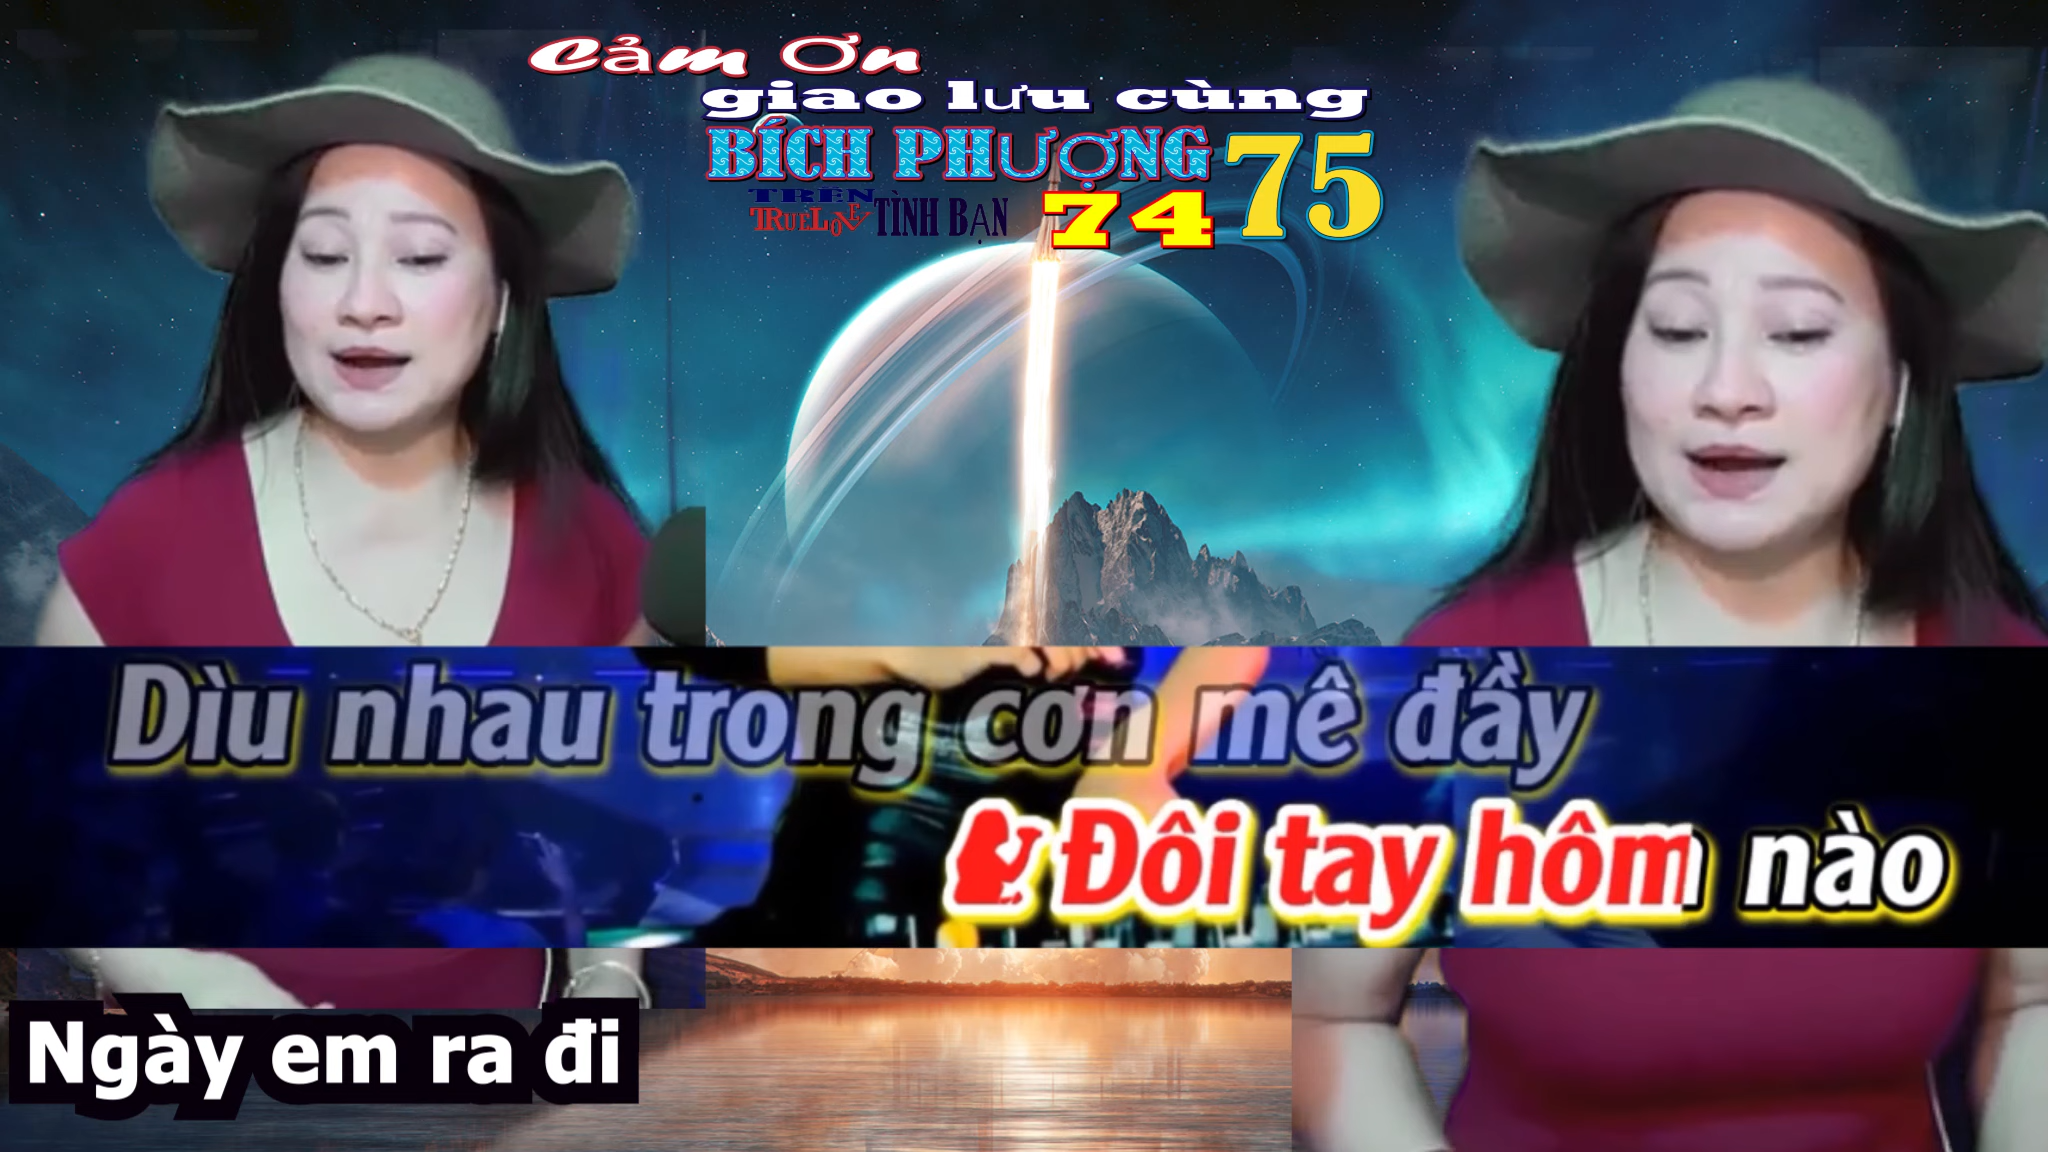 Cảm Ơn
giao lưu cùng
BÍCH PHƯỢNG 75
TRÊN
TRUELOVE TÌNH BẠN 74
Dìu nhau trong cơn mê đầy
Đôi tay hôm nào
Ngày em ra đi